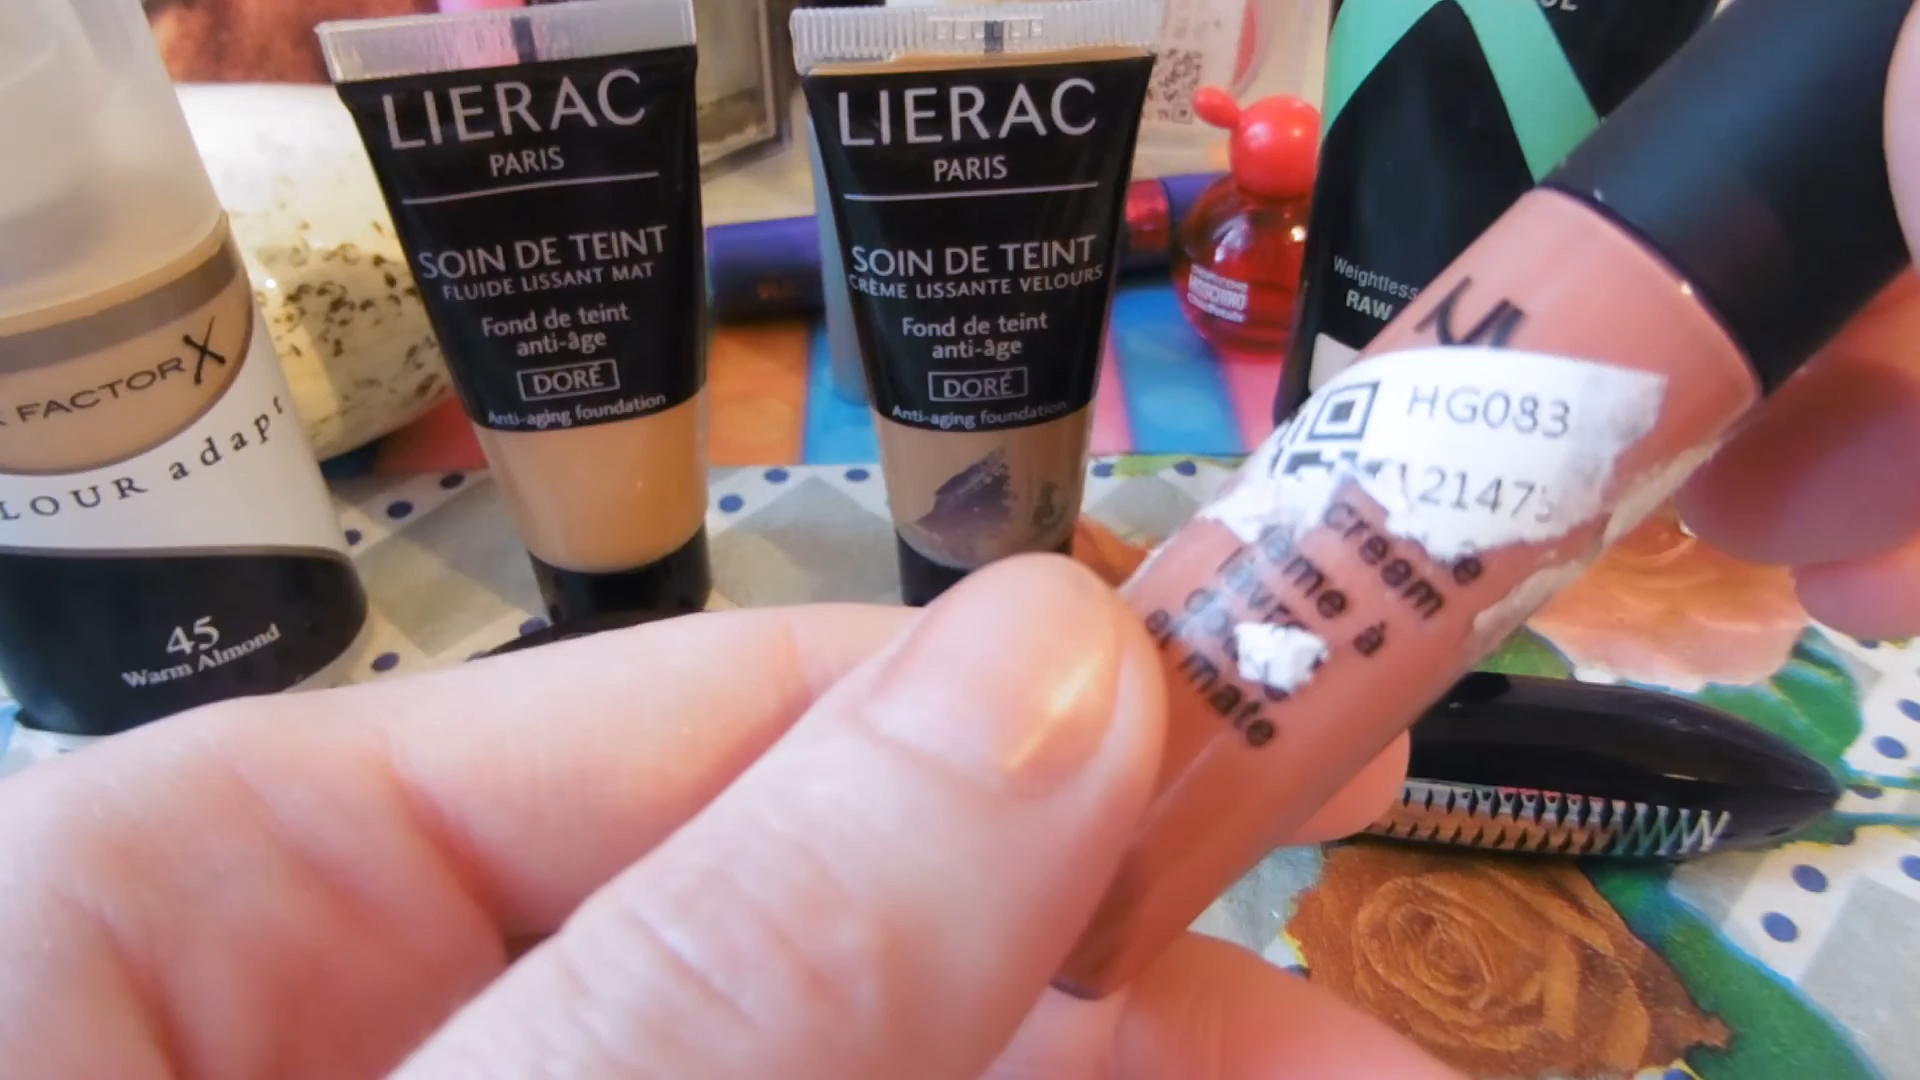 FACTOR X
LOUR adapt
45
Warm Almond
LIERAC
PARIS
SOIN DE TEINT
FLUIDE LISSANT MAT
Fond de teint
anti-âge
DORÉ
Anti-aging foundation
LIERAC
PARIS
SOIN DE TEINT
CRÈME LISSANTE VELOURS
Fond de teint
anti-âge
DORÉ
Anti-aging foundation
MOSCHINO
Weightless
RAW
HG083
cream
à
mate